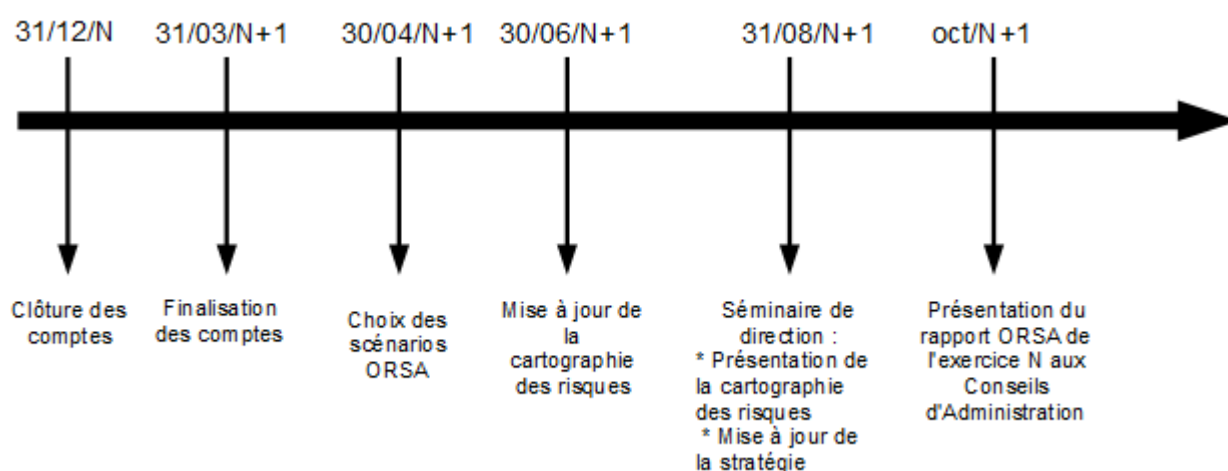 31/12/N
31/03/N+1
30/04/N+1
30/06/N+1
31/08/N+1
oct/N+1
Clôture des
comptes
Finalisation
des comptes
Choix des
scénarios
ORSA
Mise à jour de
la
cartographie
des risques
Séminaire de
direction :
* Présentation de
la cartographie
des risques
* Mise à jour de
la stratégie
Présentation du
rapport ORSA de
l'exercice N aux
Conseils
d'Administration